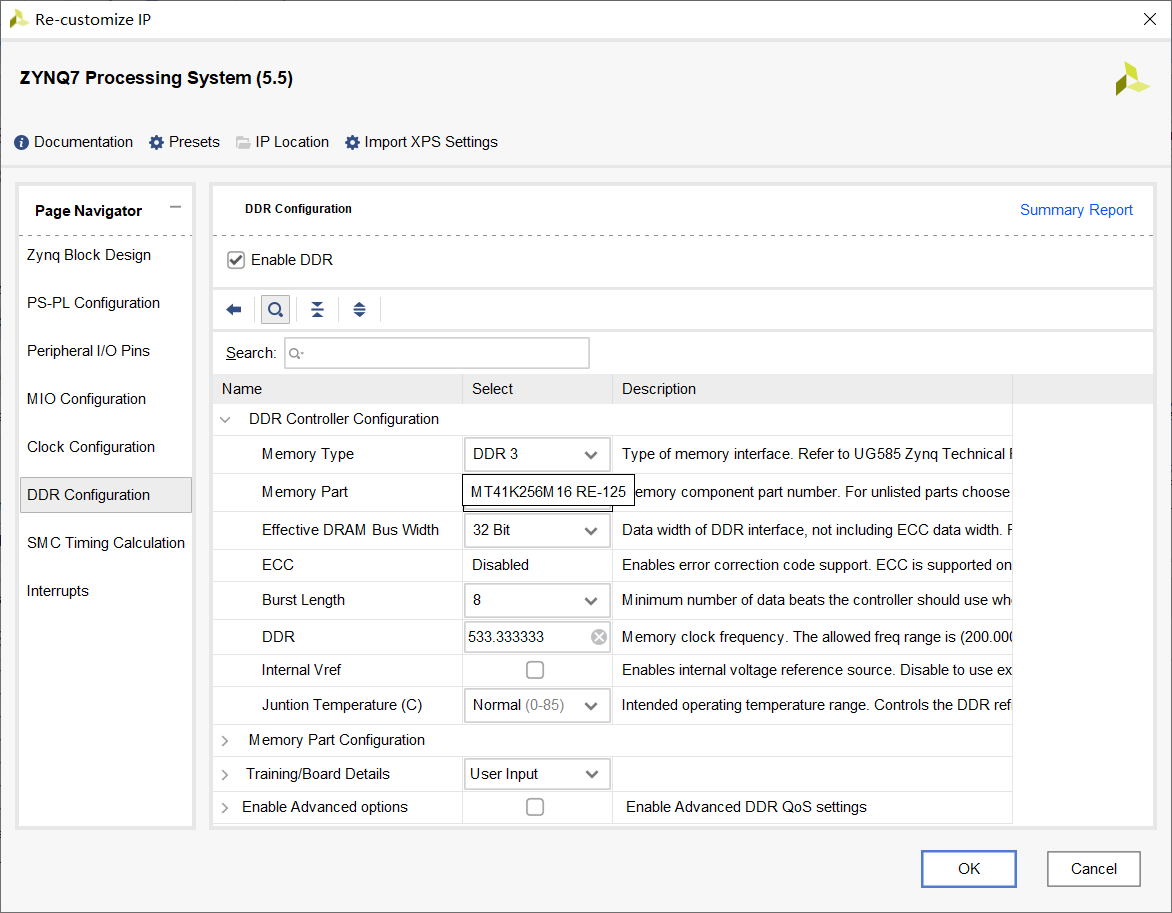 Re-customize IP
ZYNQ7 Processing System (5.5)
Documentation Presets IP Location Import XPS Settings
Page Navigator
Zynq Block Design
PS-PL Configuration
Peripheral I/O Pins
MIO Configuration
Clock Configuration
DDR Configuration
SMC Timing Calculation
Interrupts
DDR Configuration Summary Report
Enable DDR
Search:
Name Select Description
DDR Controller Configuration
Memory Type DDR 3 Type of memory interface. Refer to UG585 Zynq Technical
Memory Part MT41K256M16 RE-125 emory component part number. For unlisted parts choose
Effective DRAM Bus Width 32 Bit Data width of DDR interface, not including ECC data width.
ECC Disabled Enables error correction code support. ECC is supported on
Burst Length 8 Minimum number of data beats the controller should use
DDR 533.333333 Memory clock frequency. The allowed freq range is (200.000
Internal Vref Enables internal voltage reference source. Disable to use ex
Juntion Temperature (C) Normal (0-85) Intended operating temperature range. Controls the DDR ref
Memory Part Configuration
Training/Board Details User Input
Enable Advanced options Enable Advanced DDR QoS settings
OK Cancel